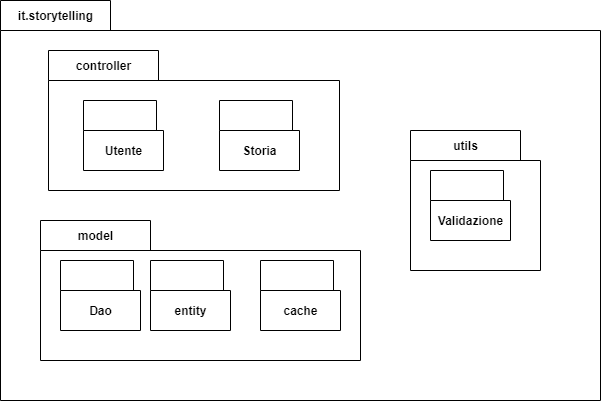 it.storytelling
controller
Utente
Storia
utils
Validazione
model
Dao
entity
cache